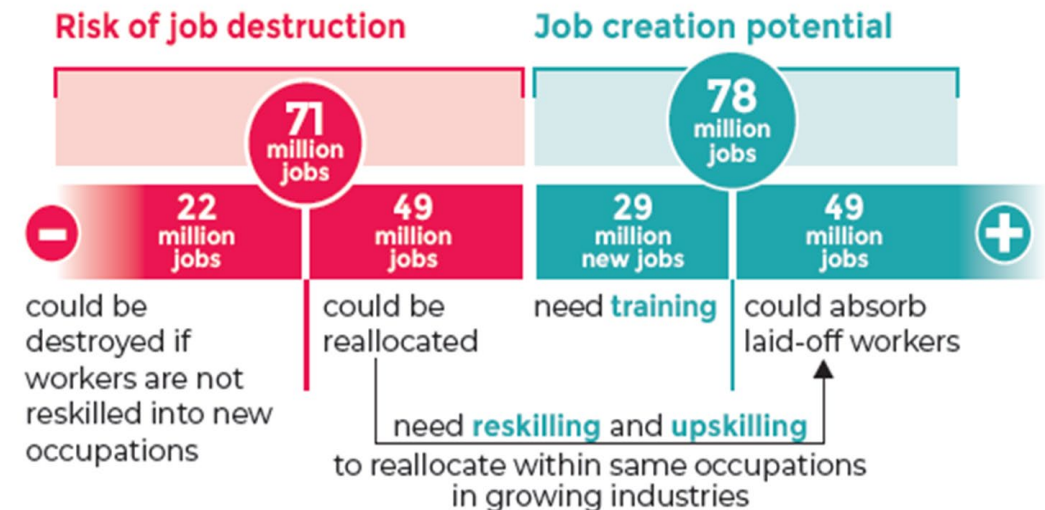 Risk of job destruction
71
million
jobs
22
million
jobs
49
million
jobs
could be
destroyed if
workers are not
reskilled into new
occupations
could be
reallocated
Job creation potential
78
million
jobs
29
million
new jobs
49
million
jobs
need training
could absorb
laid-off workers
need reskilling and upskilling
to reallocate within same occupations
in growing industries